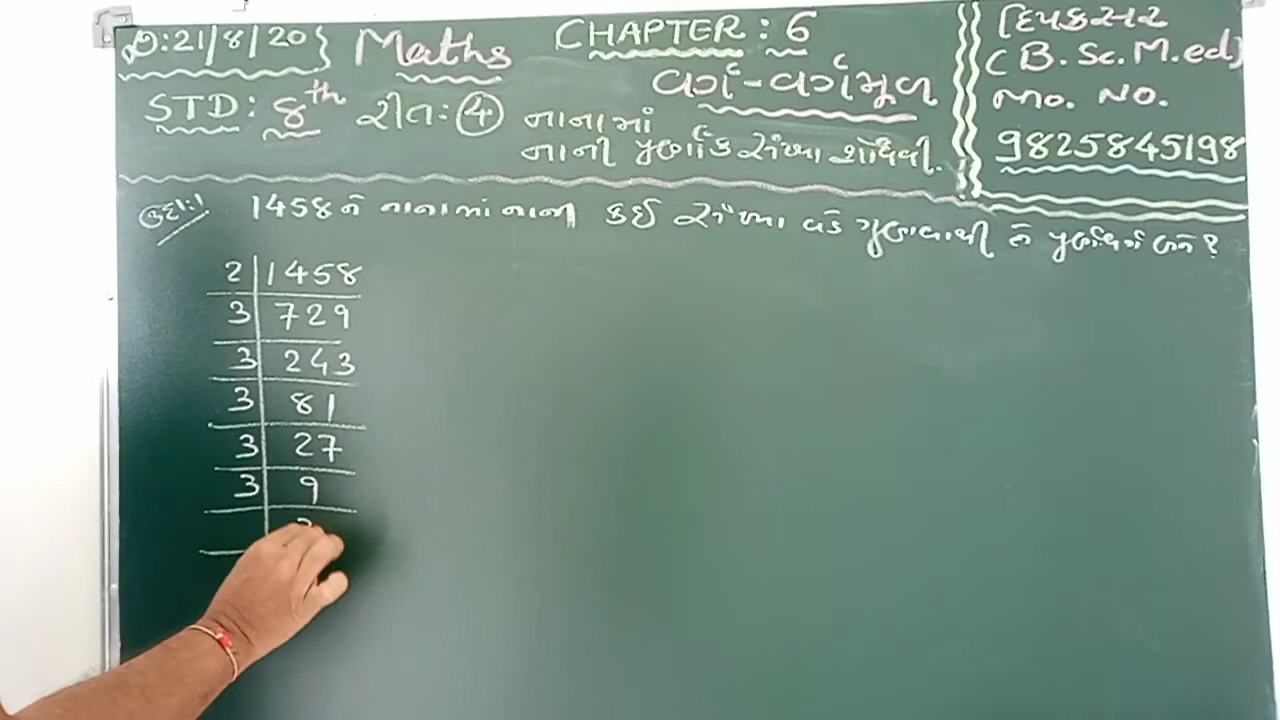 તા:21/8/20} Maths CHAPTER : 6
વર્ગ-વર્ગમૂળ
STD: 8th રીત: 4 નાનામાં
નાની પૂર્ણાંક સંખ્યા શોધવી.
દિપકસર
(B. Sc. M.ed)
Mo. No.
9825845198
ઉદા:1 1458 ને નાનામાં નાની કઈ સંખ્યા વડે ગુણવાથી તે પૂર્ણવર્ગ બને ?
2 | 1458
3 | 729
3 | 243
3 | 81
3 | 27
3 | 9